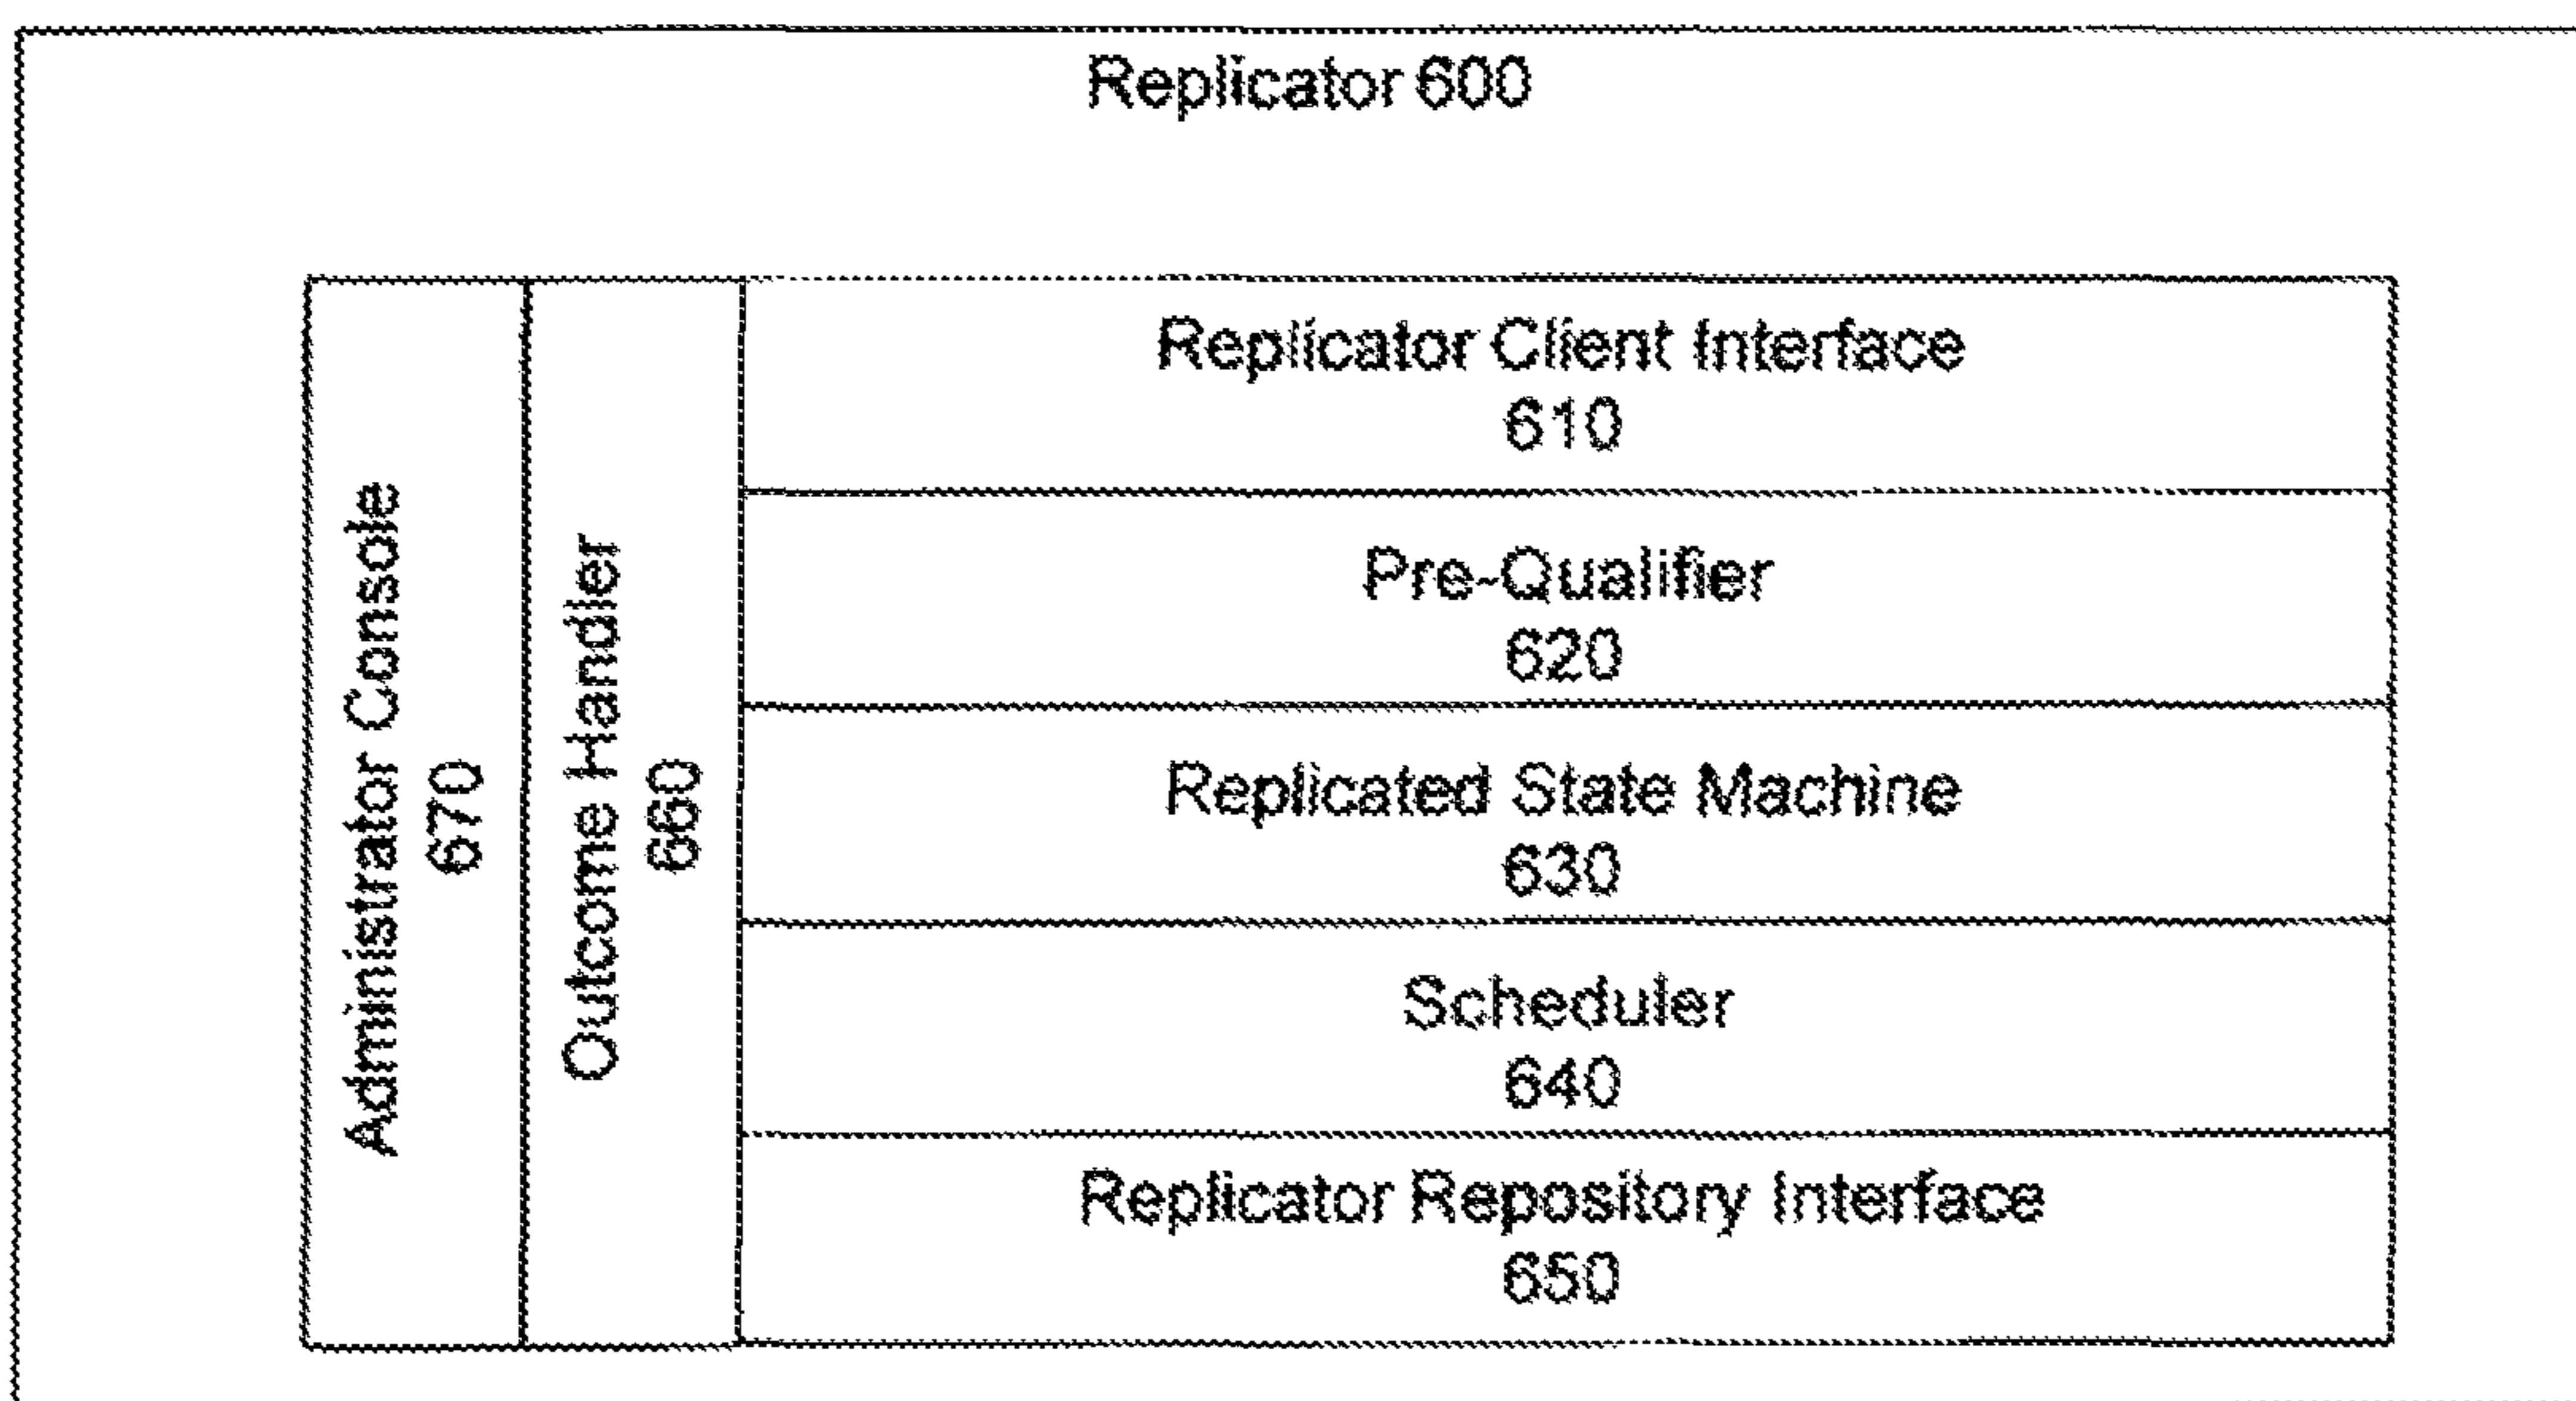 Replicator 600
Administrator Console
670
Outcome Handler
660
Replicator Client Interface
610
Pre-Qualifier
620
Replicated State Machine
630
Scheduler
640
Replicator Repository Interface
650